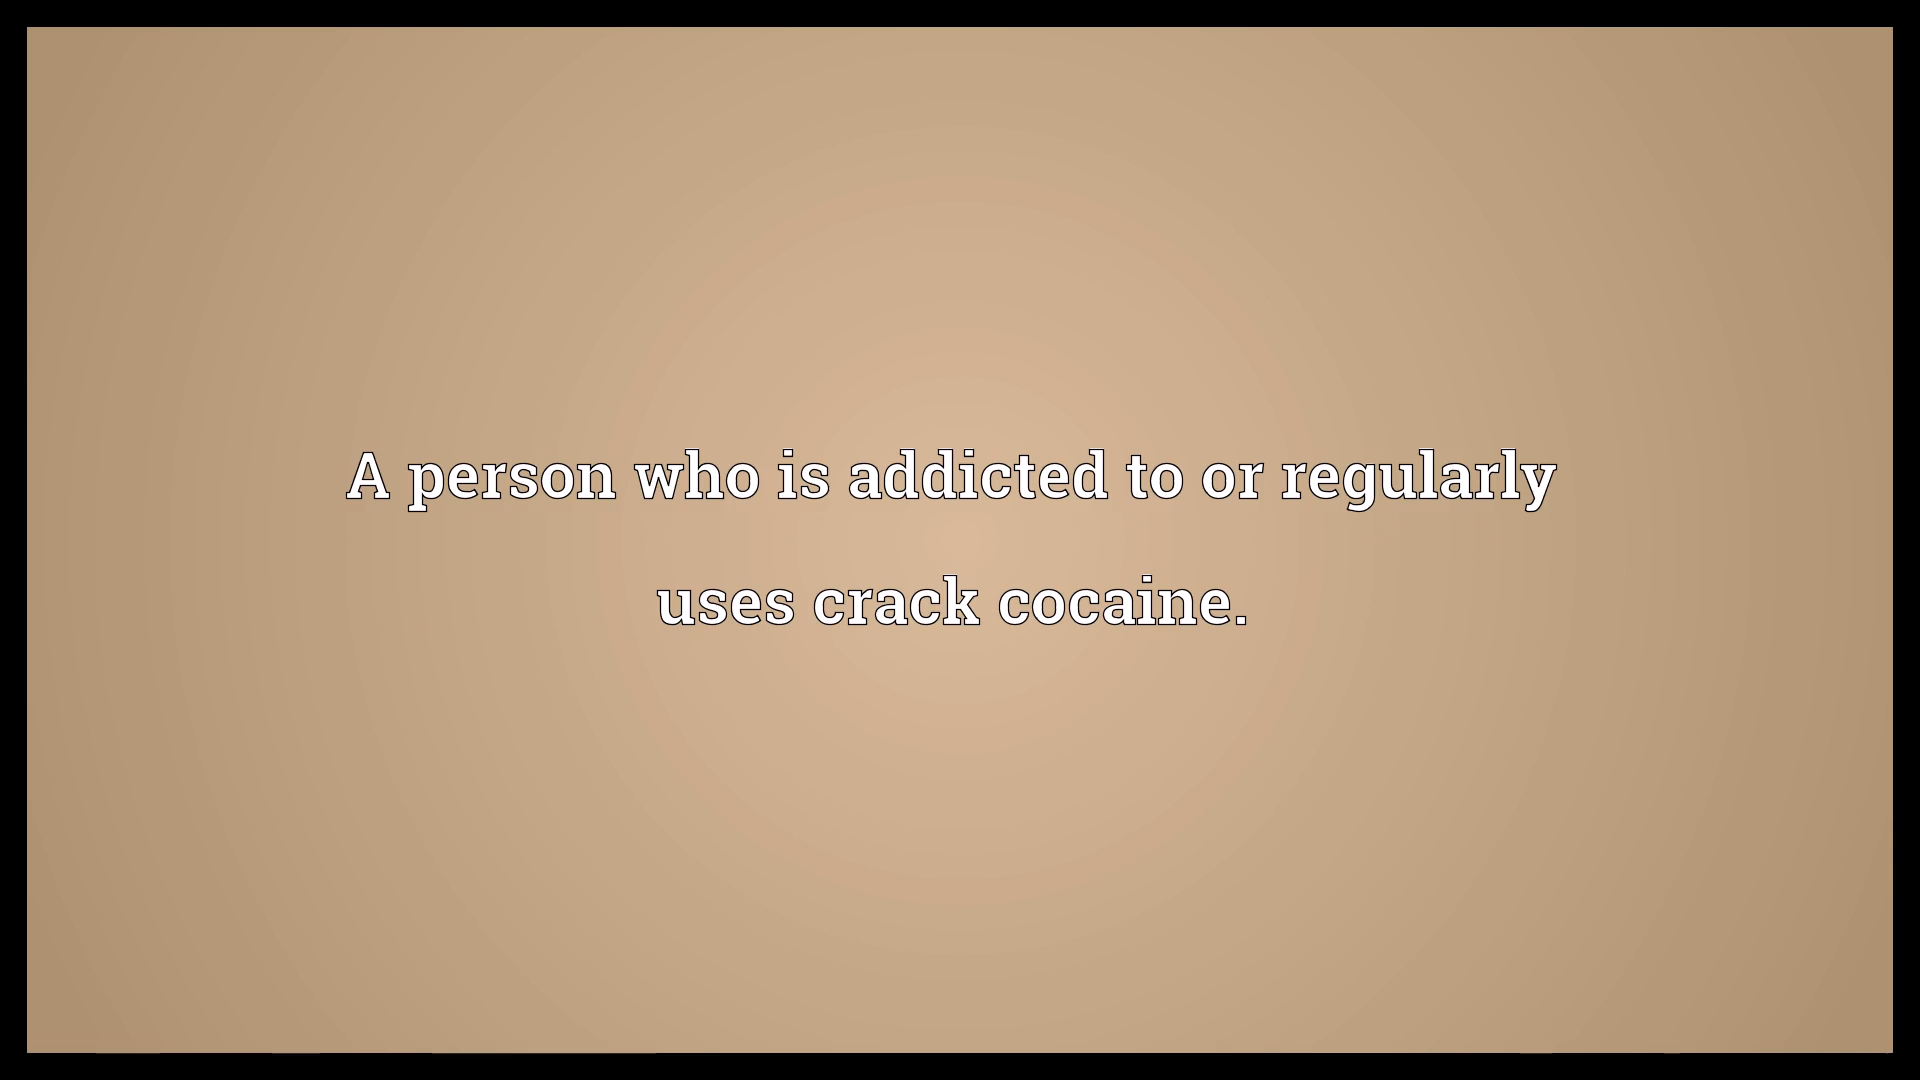 A person who is addicted to or regularly
uses crack cocaine.